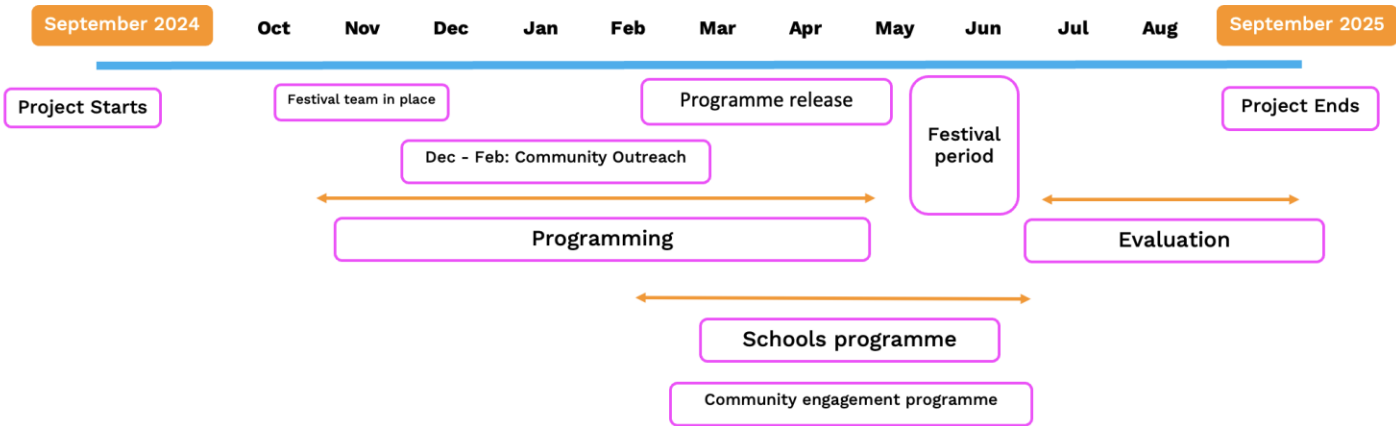 September 2024 Oct Nov Dec Jan Feb Mar Apr May Jun Jul Aug September 2025
Project Starts
Festival team in place
Programme release
Festival
period
Project Ends
Dec - Feb: Community Outreach
Programming
Evaluation
Schools programme
Community engagement programme